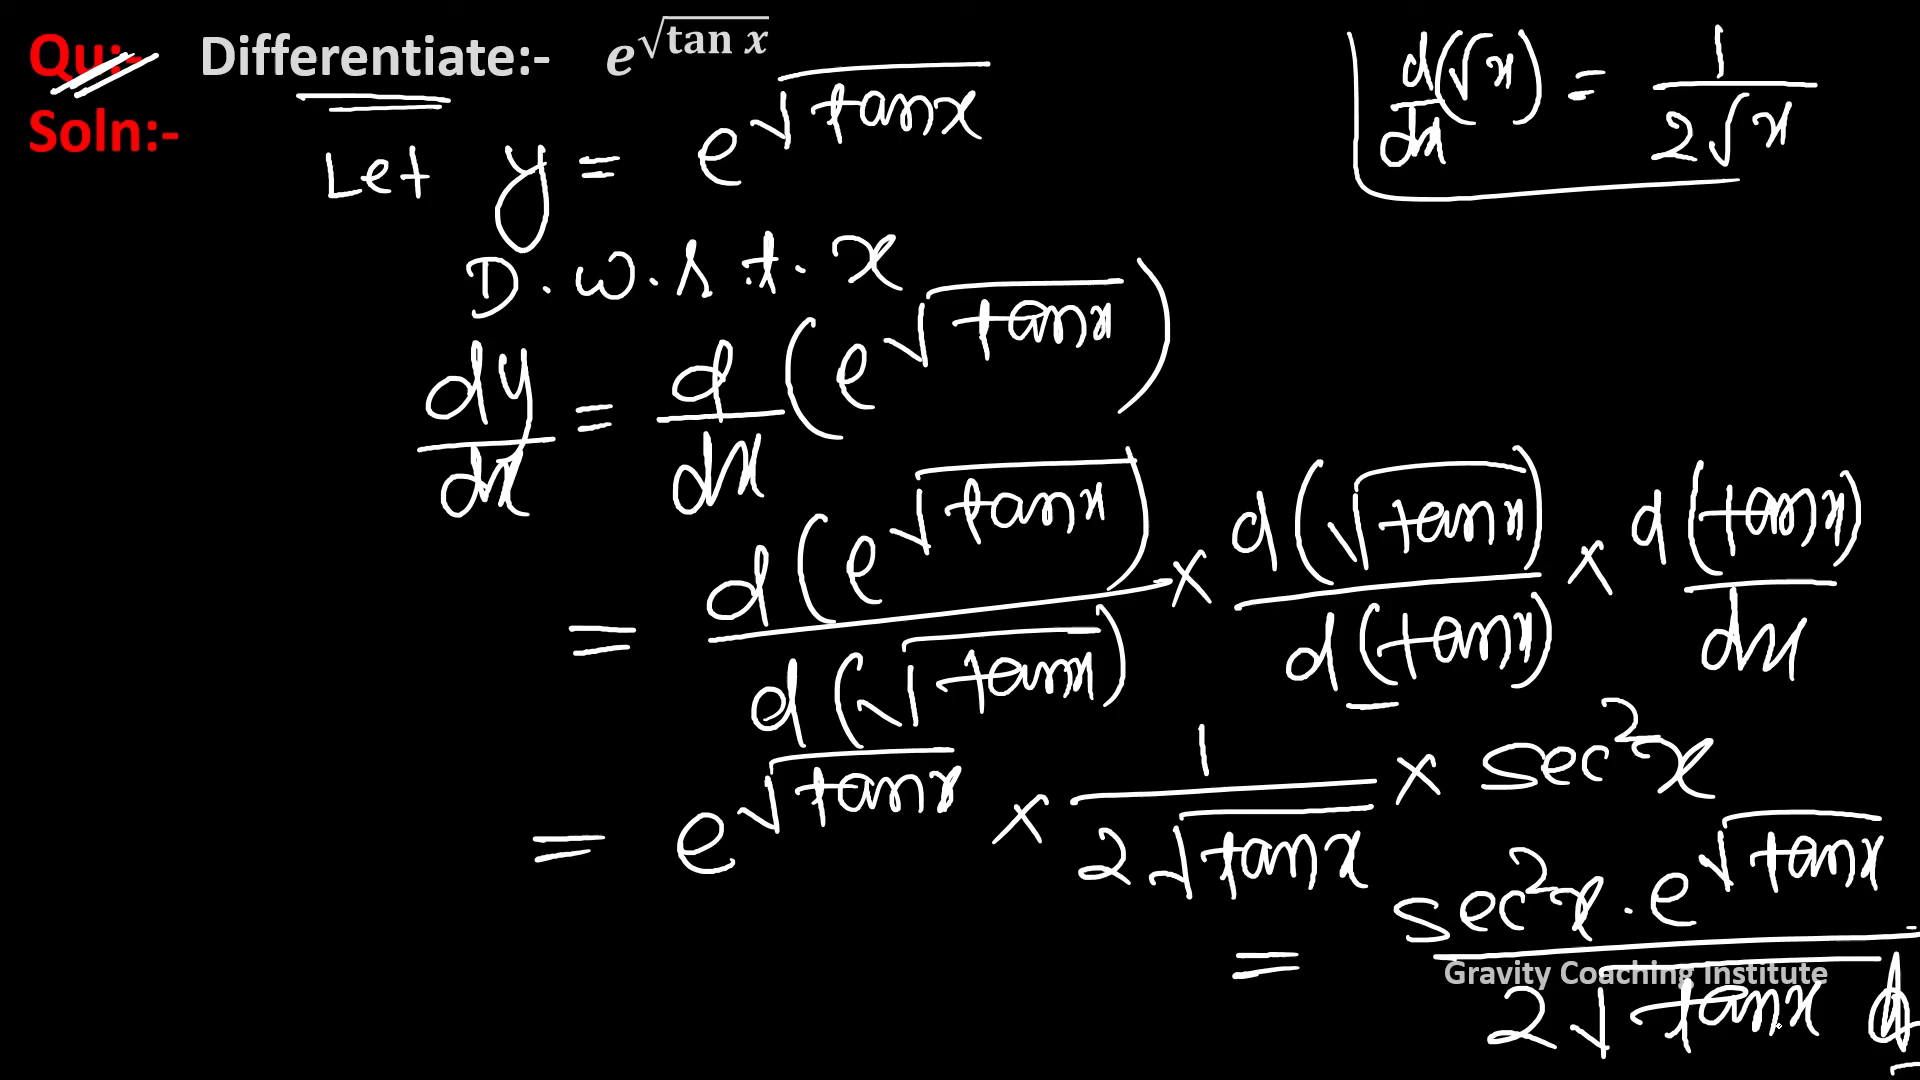 Qu:- Differentiate:- e^√(tan x)
d/dx(√x) = 1/(2√x)
Soln:-
Let y = e^√(tanx)
D.w.r.t. x
dy/dx = d/dx (e^√(tanx))
= d(e^√(tanx))/d(√(tanx)) × d(√(tanx))/d(tanx) × d(tanx)/dx
= e^√(tanx) × 1/(2√(tanx)) × sec²x
= sec²x . e^√(tanx) / 2√(tanx)
Gravity Coaching Institute